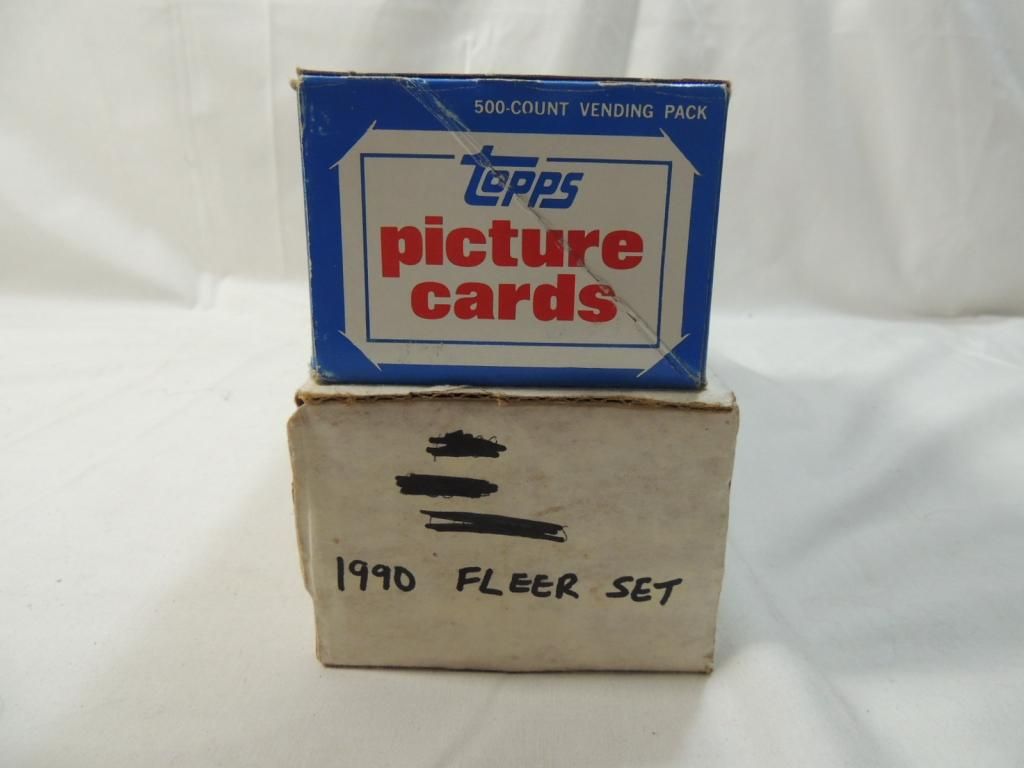 500-COUNT VENDING PACK
topps
picture
cards
1990 FLEER SET